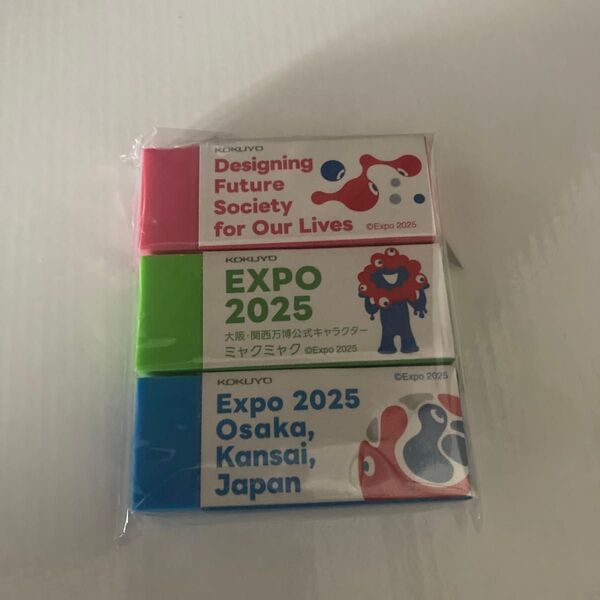 KOKUYO
Designing
Future
Society
for Our Lives
©Expo 2025
KOKUYO
EXPO
2025
大阪・関西万博公式キャラクター
ミャクミャク ©Expo 2025
KOKUYO
©Expo 2025
Expo 2025
Osaka,
Kansai,
Japan